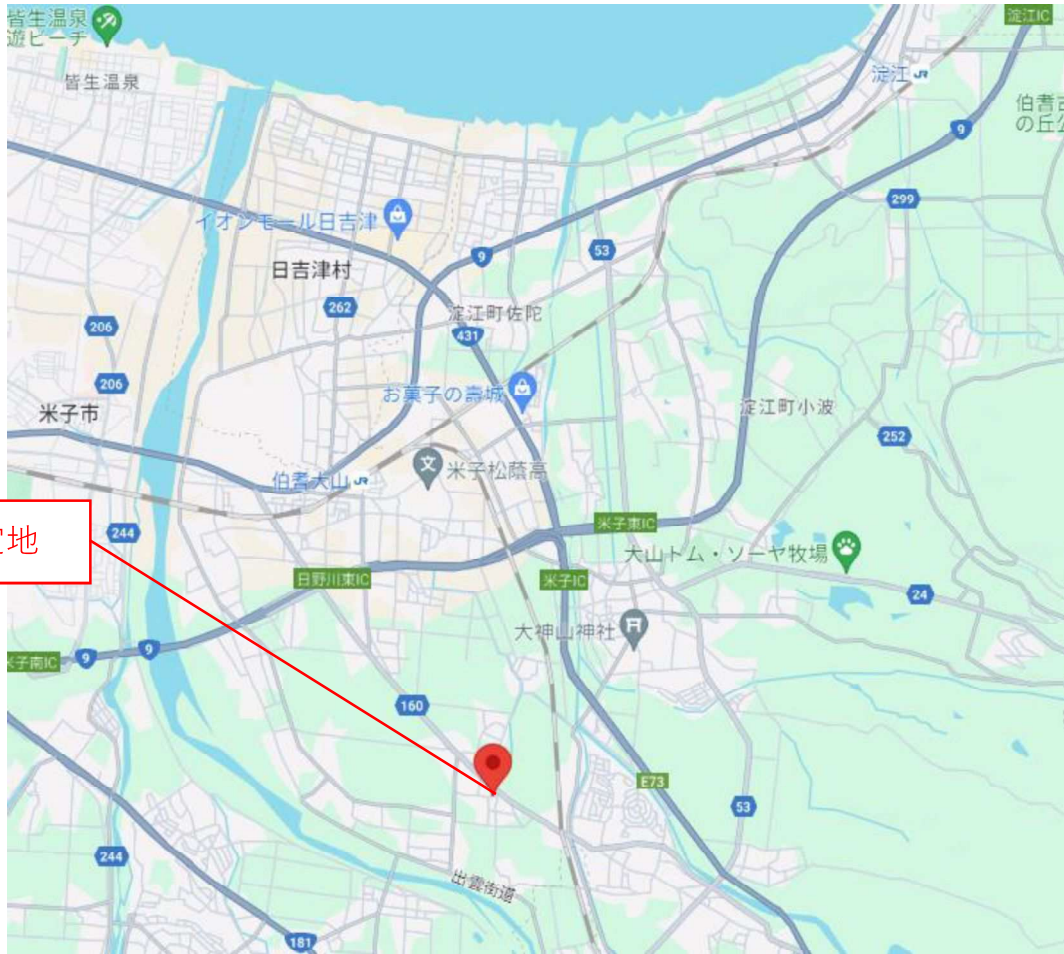 皆生温泉
遊ビーチ
淀江IC
皆生温泉
淀江 JR
伯耆古
の丘公
9
299
イオンモール日吉津
9
53
日吉津村
262
淀江町佐陀
206
431
206
お菓子の壽城
米子市
淀江町小波
252
伯耆大山 JR
文
米子松蔭高
定地
244
米子東IC
大山トム・ソーヤ牧場
日野川東IC
米子IC
24
大神山神社
米子南IC
9
9
160
E73
53
244
出雲街道
181